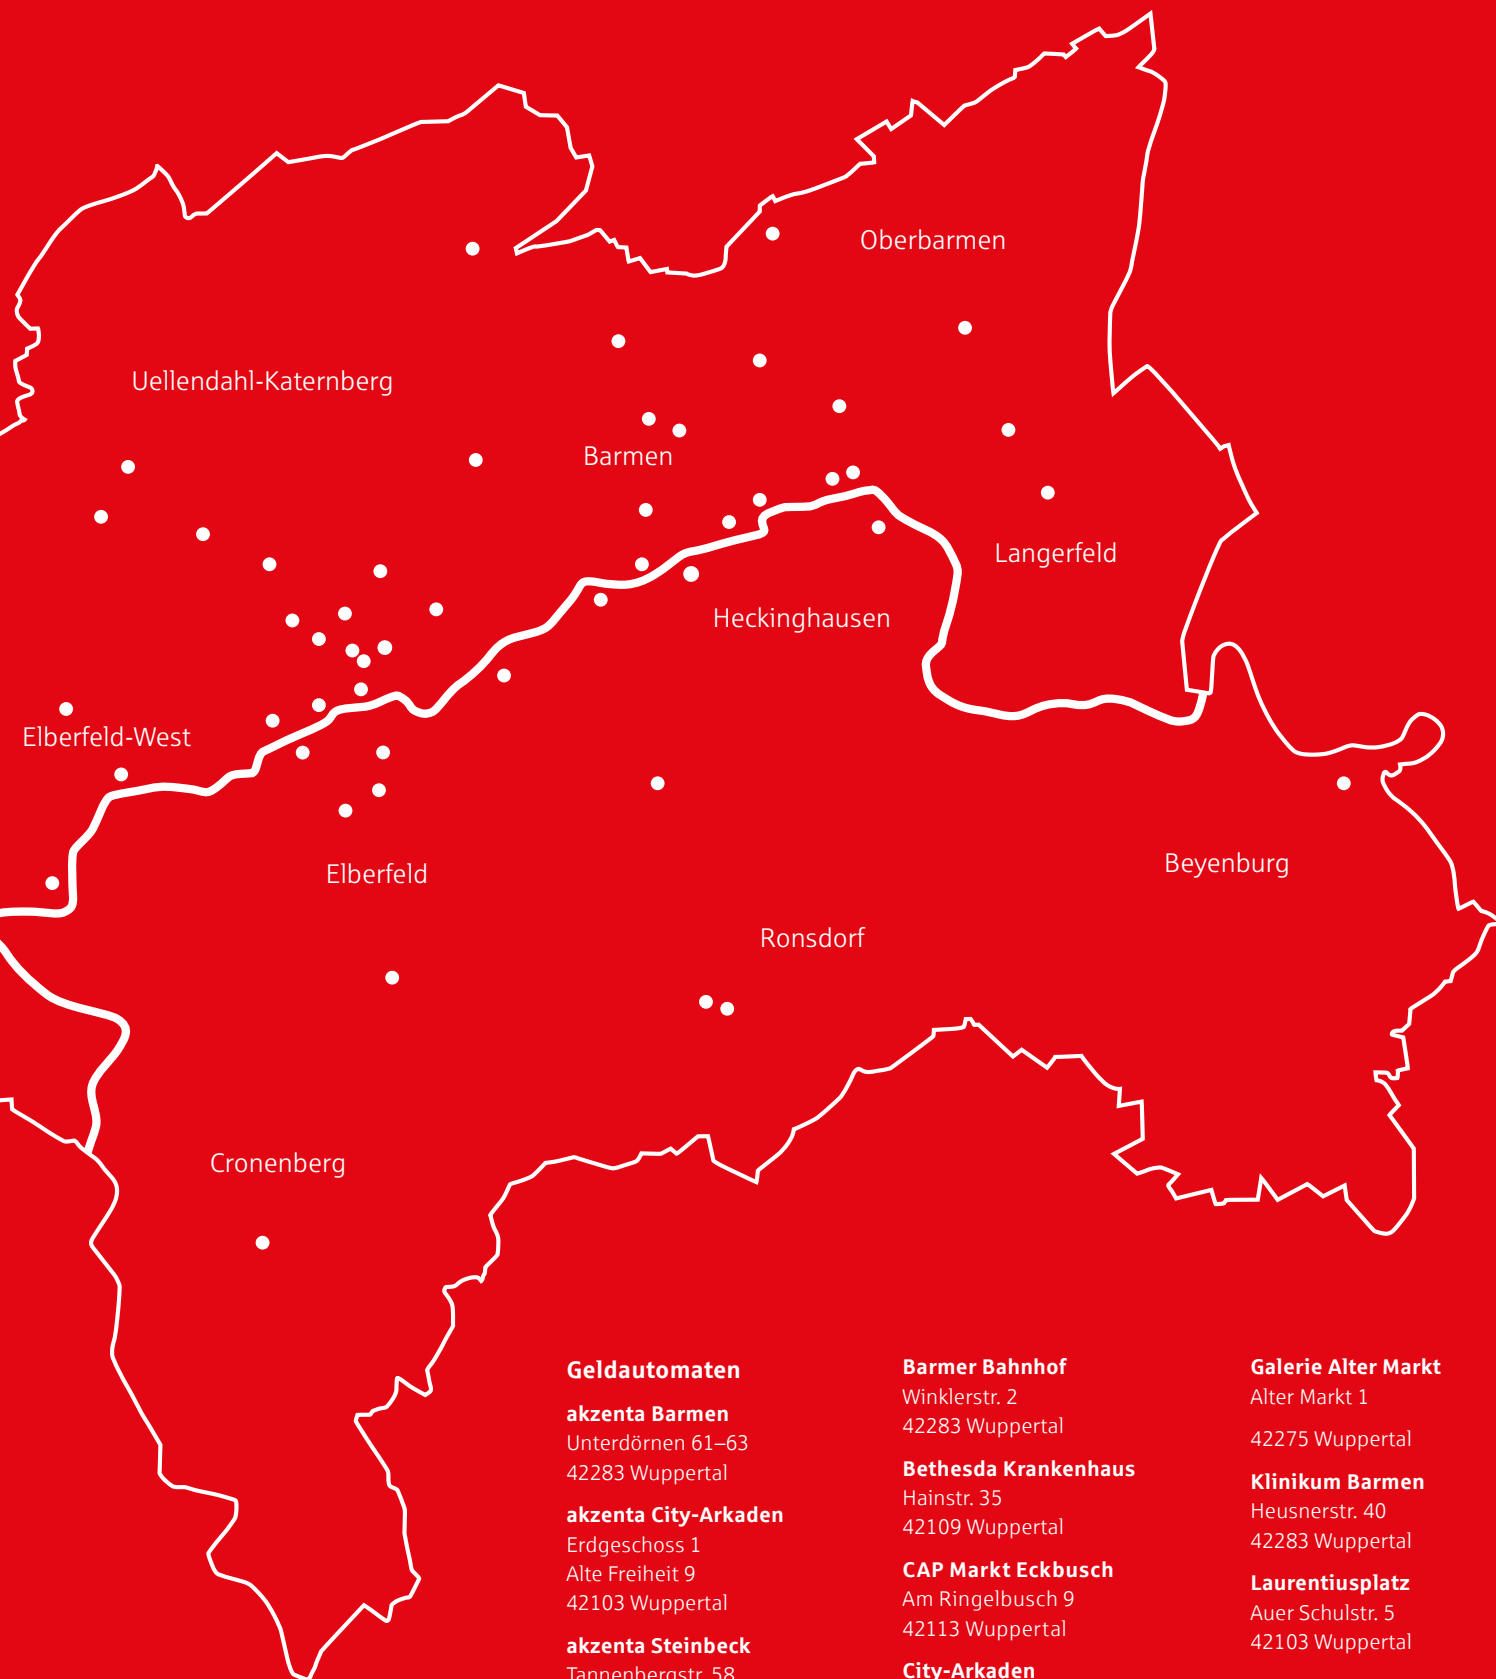 Oberbarmen
Uellendahl-Katernberg
Barmen
Langerfeld
Heckinghausen
Elberfeld-West
Elberfeld
Beyenburg
Ronsdorf
Cronenberg
Geldautomaten
akzenta Barmen
Unterdörnen 61–63
42283 Wuppertal
akzenta City-Arkaden
Erdgeschoss 1
Alte Freiheit 9
42103 Wuppertal
akzenta Steinbeck
Tannenbergstr. 58
Barmer Bahnhof
Winklerstr. 2
42283 Wuppertal
Bethesda Krankenhaus
Hainstr. 35
42109 Wuppertal
CAP Markt Eckbusch
Am Ringelbusch 9
42113 Wuppertal
City-Arkaden
Galerie Alter Markt
Alter Markt 1
42275 Wuppertal
Klinikum Barmen
Heusnerstr. 40
42283 Wuppertal
Laurentiusplatz
Auer Schulstr. 5
42103 Wuppertal